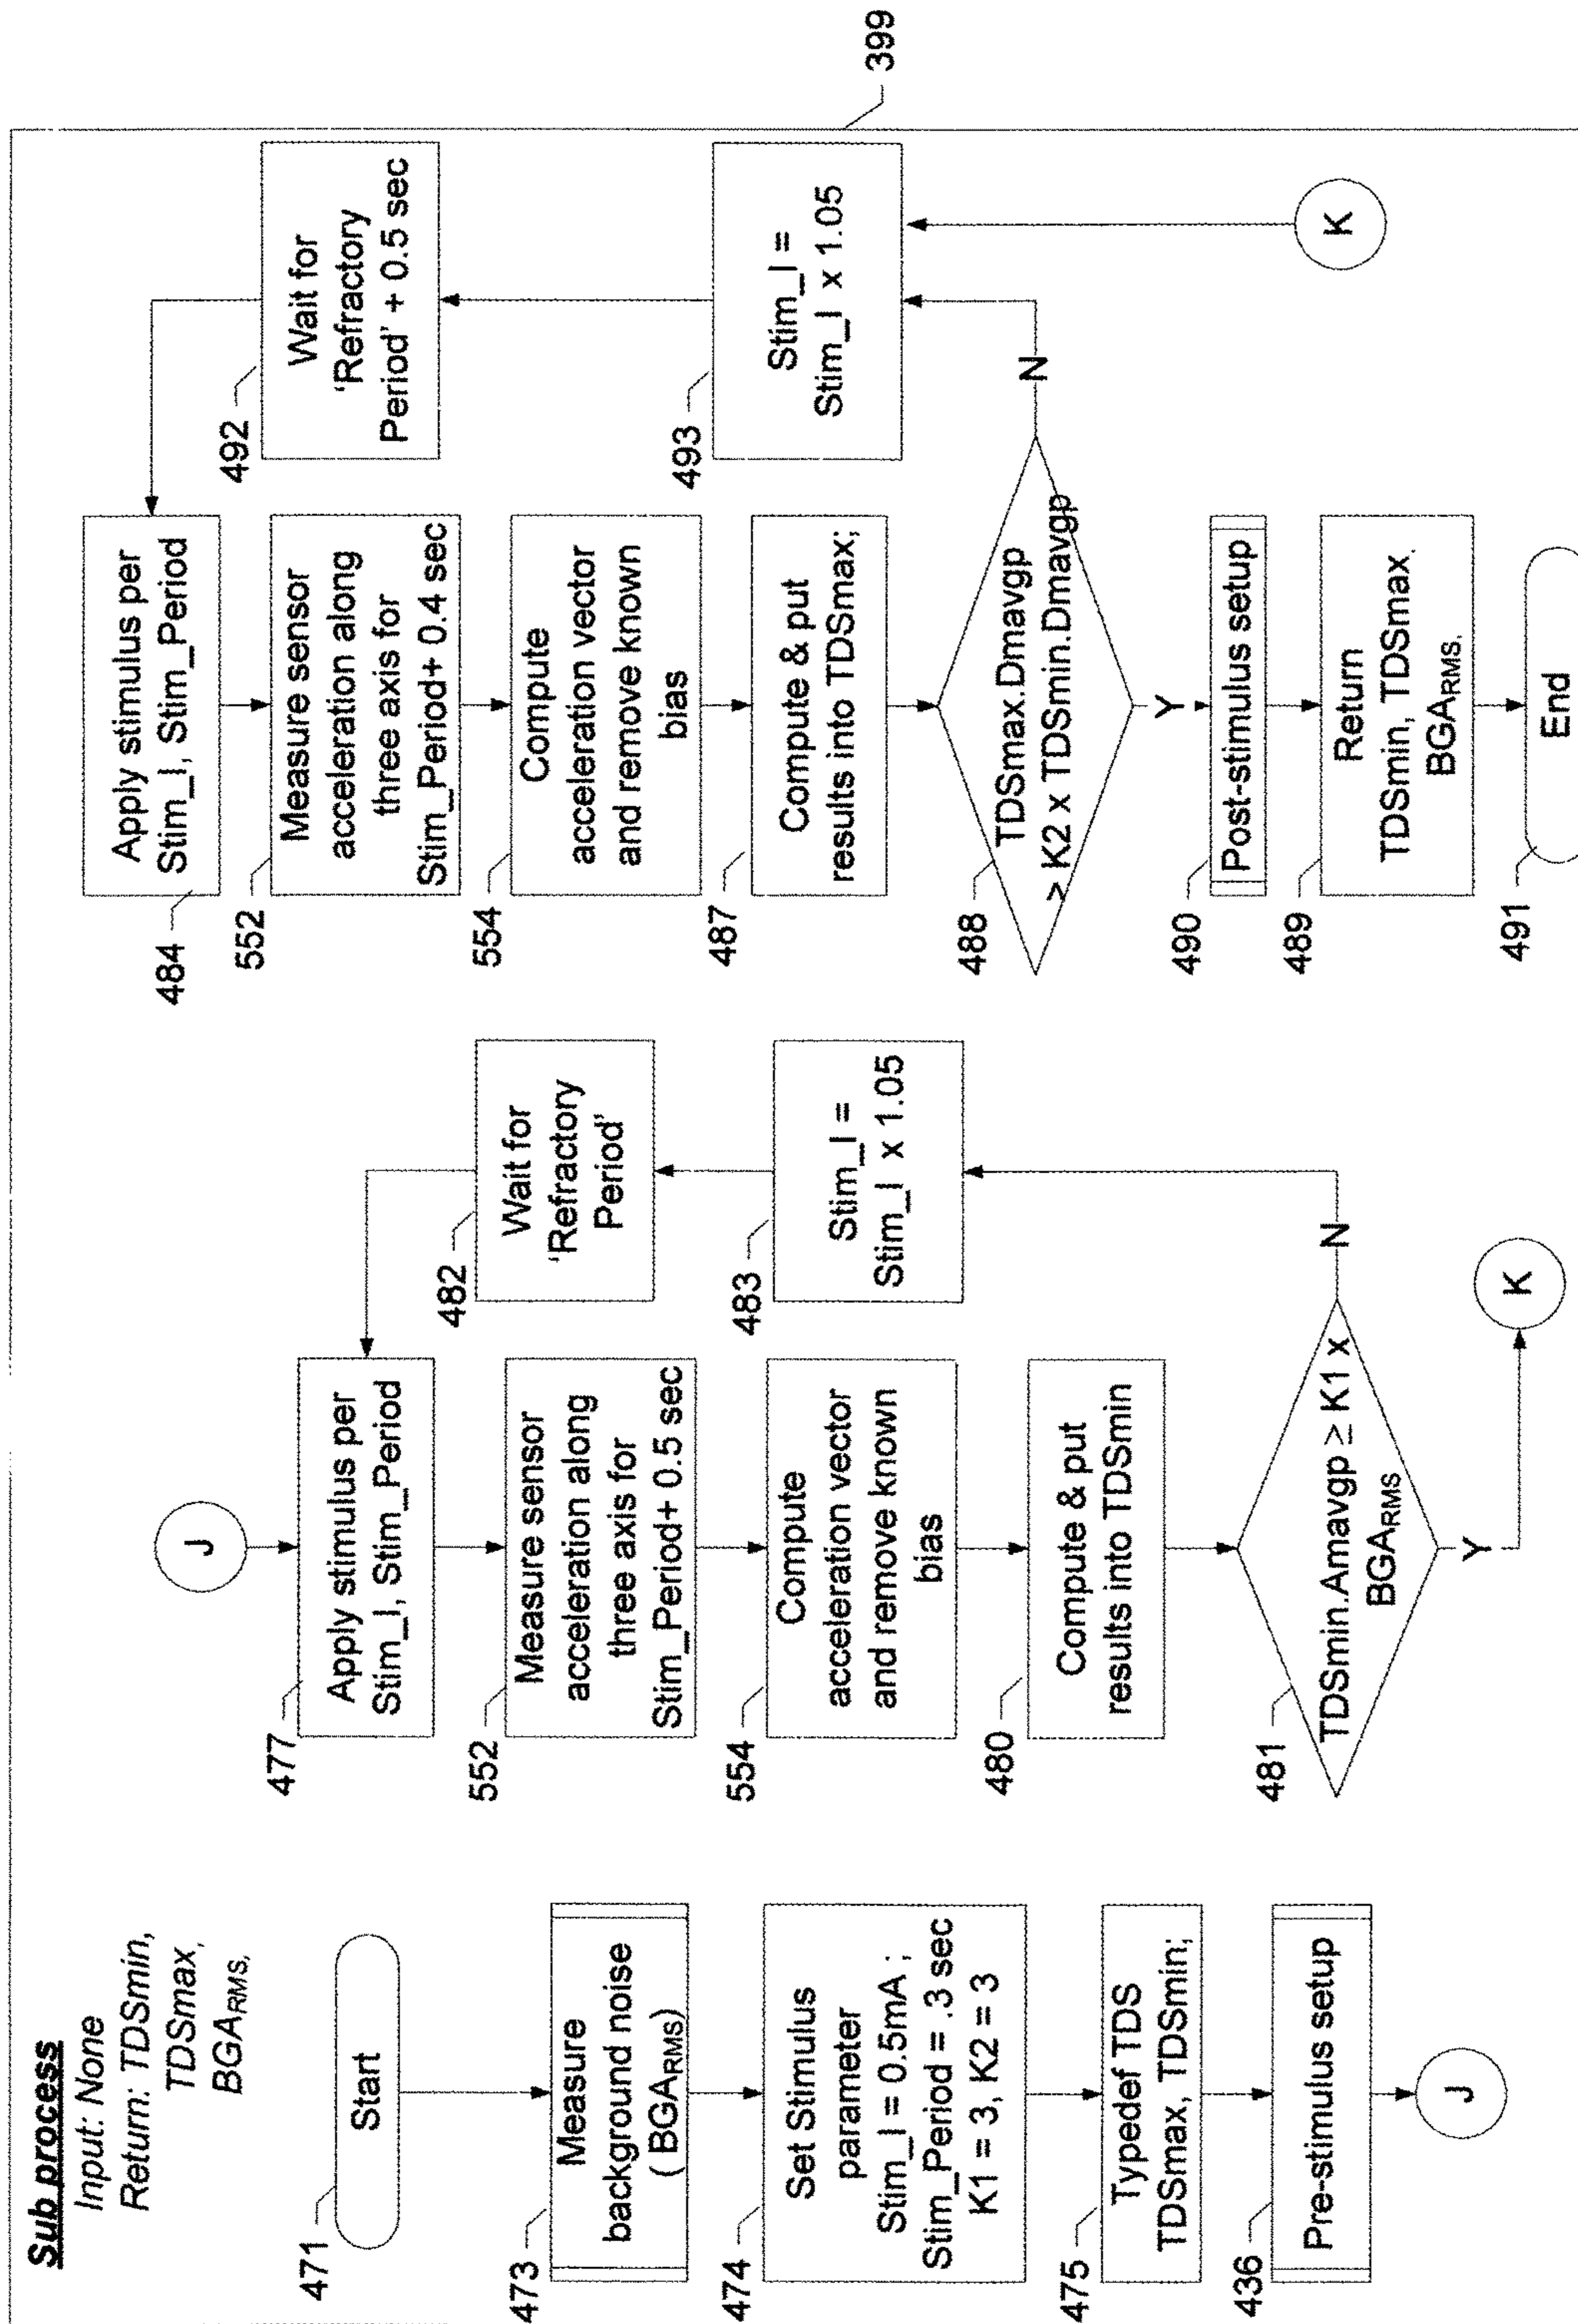 Sub process
Input: None
Return: TDSmin,
TDSmax,
BGARMS,
471
Start
473
Measure
background noise
( BGARMS)
474
Set Stimulus
parameter
Stim_I = 0.5mA ;
Stim_Period = .3 sec
K1 = 3, K2 = 3
475
Typedef TDS
TDSmax, TDSmin;
436
Pre-stimulus setup
J
J
477
Apply stimulus per
Stim_I, Stim_Period
552
Measure sensor
acceleration along
three axis for
Stim_Period+ 0.5 sec
554
Compute
acceleration vector
and remove known
bias
480
Compute & put
results into TDSmin
481
TDSmin.Amavgp ≥ K1 x
BGARMS
N
Y
K
482
Wait for
'Refractory
Period'
483
Stim_I =
Stim_I x 1.05
484
Apply stimulus per
Stim_I, Stim_Period
552
Measure sensor
acceleration along
three axis for
Stim_Period+ 0.4 sec
554
Compute
acceleration vector
and remove known
bias
487
Compute & put
results into TDSmax;
488
TDSmax.Dmavgp
> K2 x TDSmin.Dmavgp
N
Y
490
Post-stimulus setup
489
Return
TDSmin, TDSmax,
BGARMS,
491
End
492
Wait for
'Refractory
Period' + 0.5 sec
493
Stim_I =
Stim_I x 1.05
K
399